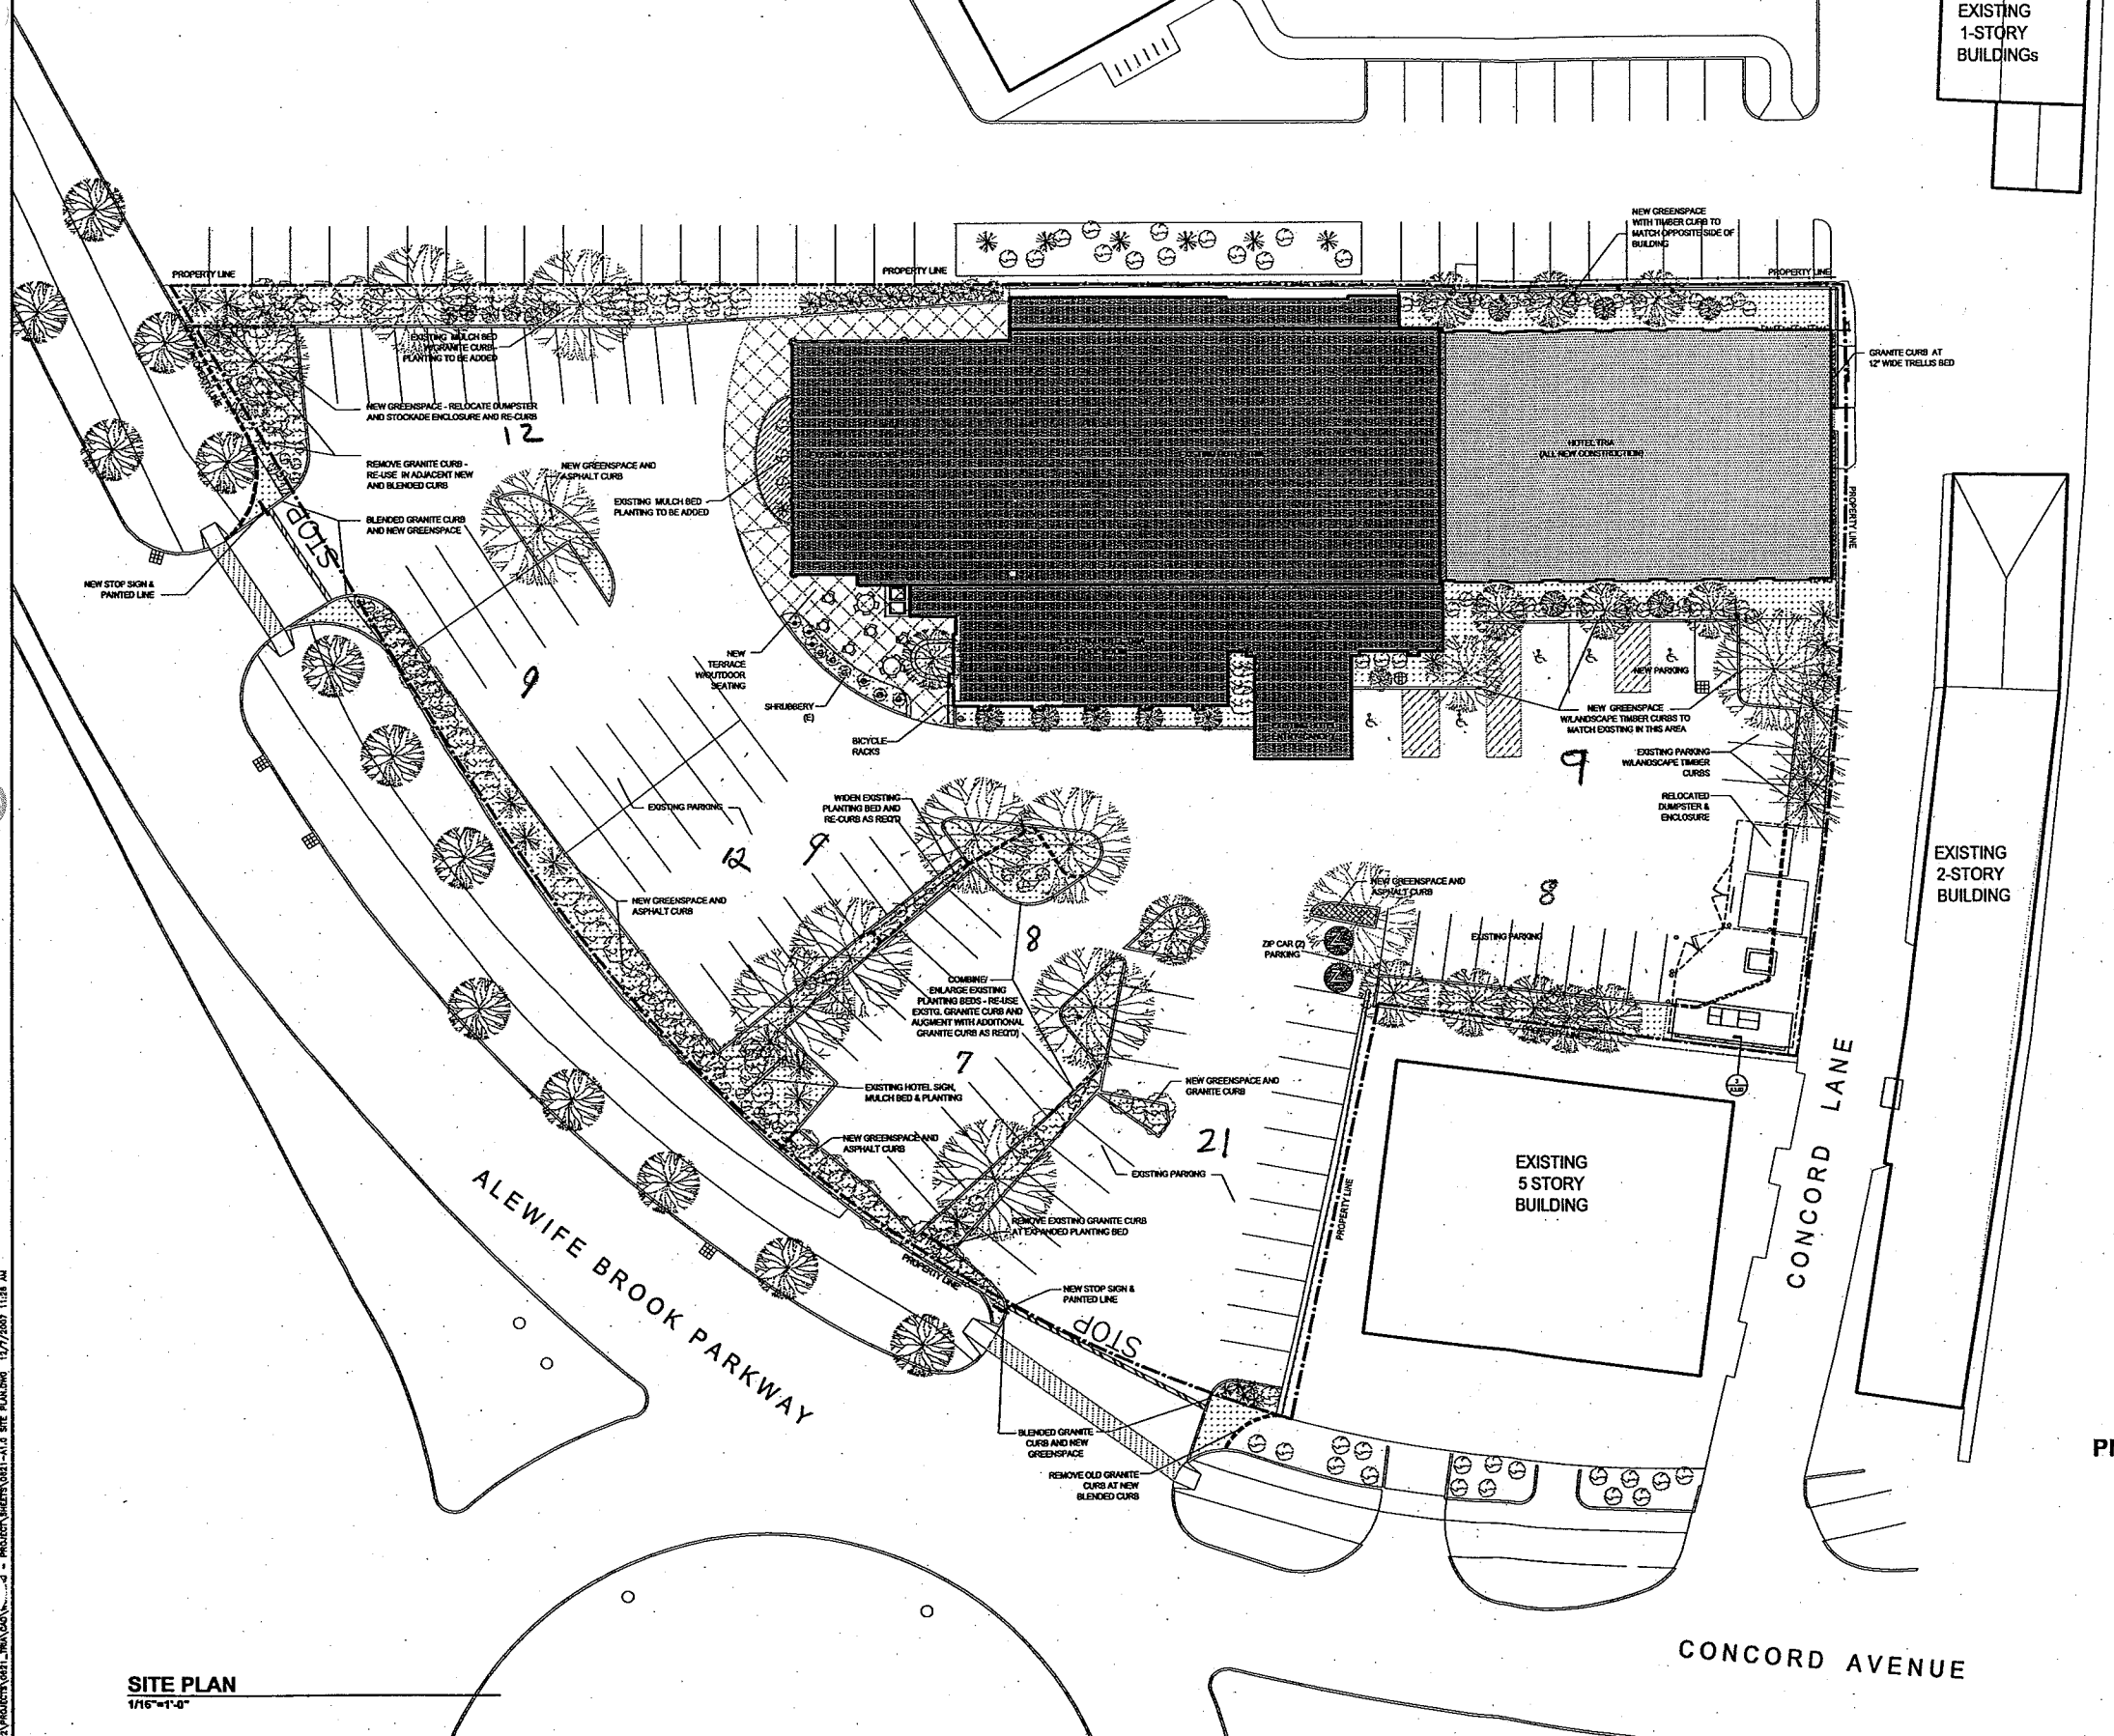 EXISTING
1-STORY
BUILDINGs
NEW GREENSPACE
WITH TIMBER CURB TO
MATCH OPPOSITE SIDE OF
BUILDING
PROPERTY LINE
PROPERTY LINE
PROPERTY LINE
EXISTING MULCH BED
W/GRANITE CURB-
PLANTING TO BE ADDED
GRANITE CURB AT
12" WIDE TRELLIS BED
NEW GREENSPACE - RELOCATE DUMPSTER
AND STOCKADE ENCLOSURE AND RE-CURB
12
HOTEL TRIA
(ALL NEW CONSTRUCTION)
REMOVE GRANITE CURB -
RE-USE IN ADJACENT NEW
AND BLENDED CURB
NEW GREENSPACE AND
ASPHALT CURB
EXISTING MULCH BED
PLANTING TO BE ADDED
BLENDED GRANITE CURB
AND NEW GREENSPACE
STOP
PROPERTY LINE
NEW STOP SIGN &
PAINTED LINE
9
NEW
TERRACE
W/OUTDOOR
SEATING
SHRUBBERY
(E)
BICYCLE
RACKS
NEW PARKING
NEW GREENSPACE
W/LANDSCAPE TIMBER CURBS TO
MATCH EXISTING IN THIS AREA
9
EXISTING PARKING
W/LANDSCAPE TIMBER
CURBS
RELOCATED
DUMPSTER &
ENCLOSURE
EXISTING PARKING
WIDEN EXISTING
PLANTING BED AND
RE-CURB AS REQ'D
12
9
EXISTING
2-STORY
BUILDING
NEW GREENSPACE AND
ASPHALT CURB
NEW GREENSPACE AND
ASPHALT CURB
8
8
EXISTING PARKING
ZIP CAR (2)
PARKING
COMBINE/
ENLARGE EXISTING
PLANTING BEDS - RE-USE
EXSTG. GRANITE CURB AND
AUGMENT WITH ADDITIONAL
GRANITE CURB AS REQ'D)
7
PROPERTY LINE
EXISTING HOTEL SIGN,
MULCH BED & PLANTING
NEW GREENSPACE AND
GRANITE CURB
NEW GREENSPACE AND
ASPHALT CURB
21
EXISTING PARKING
EXISTING
5 STORY
BUILDING
PROPERTY LINE
CONCORD LANE
REMOVE EXISTING GRANITE CURB
AT EXPANDED PLANTING BED
PROPERTY LINE
ALEWIFE BROOK PARKWAY
NEW STOP SIGN &
PAINTED LINE
STOP
BLENDED GRANITE
CURB AND NEW
GREENSPACE
REMOVE OLD GRANITE
CURB AT NEW
BLENDED CURB
CONCORD AVENUE
SITE PLAN
1/16"=1'-0"